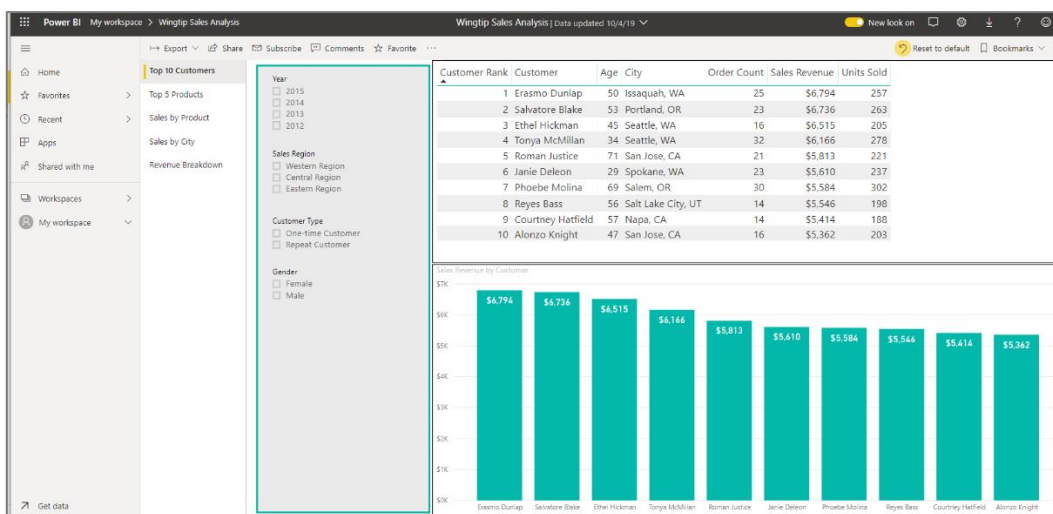 Power BI My workspace > Wingtip Sales Analysis
Wingtip Sales Analysis | Data updated 10/4/19
New look on
Export Share Subscribe Comments Favorite ...
Reset to default Bookmarks
Home
Favorites
Recent
Apps
Shared with me
Workspaces
My workspace
Get data
Top 10 Customers
Top 5 Products
Sales by Product
Sales by City
Revenue Breakdown
Year
2015
2014
2013
2012
Sales Region
Western Region
Central Region
Eastern Region
Customer Type
One-time Customer
Repeat Customer
Gender
Female
Male
Customer Rank Customer Age City Order Count Sales Revenue Units Sold
1 Erasmo Dunlap 50 Issaquah, WA 25 $6,794 257
2 Salvatore Blake 53 Portland, OR 23 $6,736 263
3 Ethel Hickman 45 Seattle, WA 16 $6,515 205
4 Tonya McMillan 34 Seattle, WA 32 $6,166 278
5 Roman Justice 71 San Jose, CA 21 $5,813 221
6 Janie Deleon 29 Spokane, WA 23 $5,610 237
7 Phoebe Molina 69 Salem, OR 30 $5,584 302
8 Reyes Bass 56 Salt Lake City, UT 14 $5,546 198
9 Courtney Hatfield 57 Napa, CA 14 $5,414 188
10 Alonzo Knight 47 San Jose, CA 16 $5,362 203
Sales Revenue by Customer
$7K
$6K
$5K
$4K
$3K
$2K
$1K
$0K
$6,794 $6,736 $6,515 $6,166 $5,813 $5,610 $5,584 $5,546 $5,414 $5,362
Erasmo Dunlap Salvatore Blake Ethel Hickman Tonya McMillan Roman Justice Janie Deleon Phoebe Molina Reyes Bass Courtney Hatfield Alonzo Knight